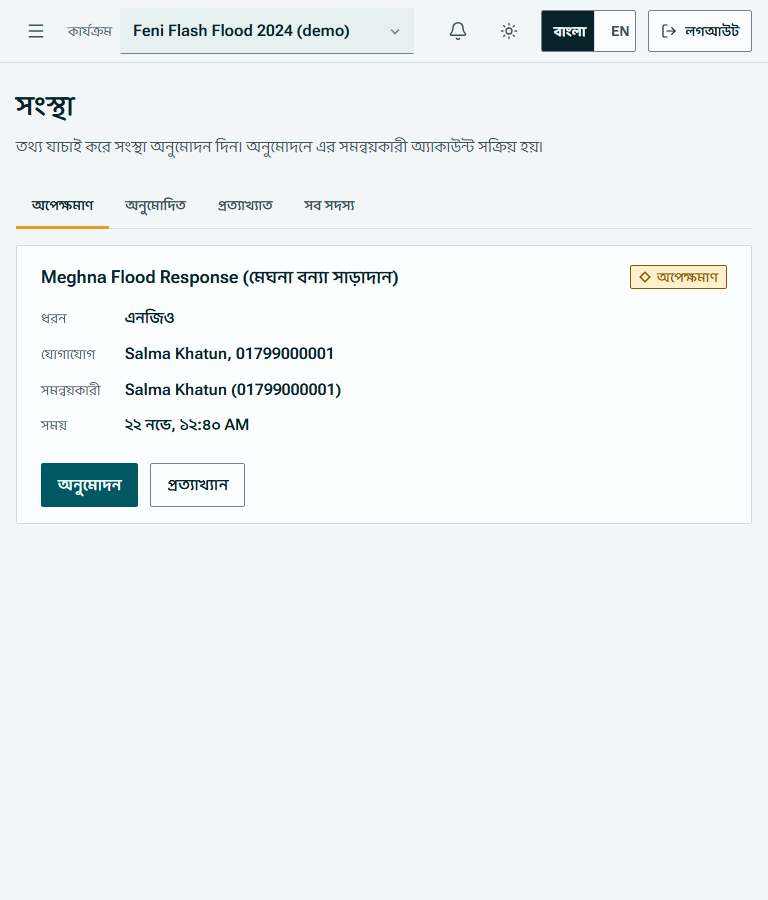 কার্যক্রম Feni Flash Flood 2024 (demo) বাংলা EN লগআউট
সংস্থা
তথ্য যাচাই করে সংস্থা অনুমোদন দিন। অনুমোদনে এর সমন্বয়কারী অ্যাকাউন্ট সক্রিয় হয়।
অপেক্ষমাণ অনুমোদিত প্রত্যাখ্যাত সব সদস্য
Meghna Flood Response (মেঘনা বন্যা সাড়াদান) অপেক্ষমাণ
ধরন এনজিও
যোগাযোগ Salma Khatun, 01799000001
সমন্বয়কারী Salma Khatun (01799000001)
সময় ২২ নভে, ১২:৪০ AM
অনুমোদন প্রত্যাখ্যান